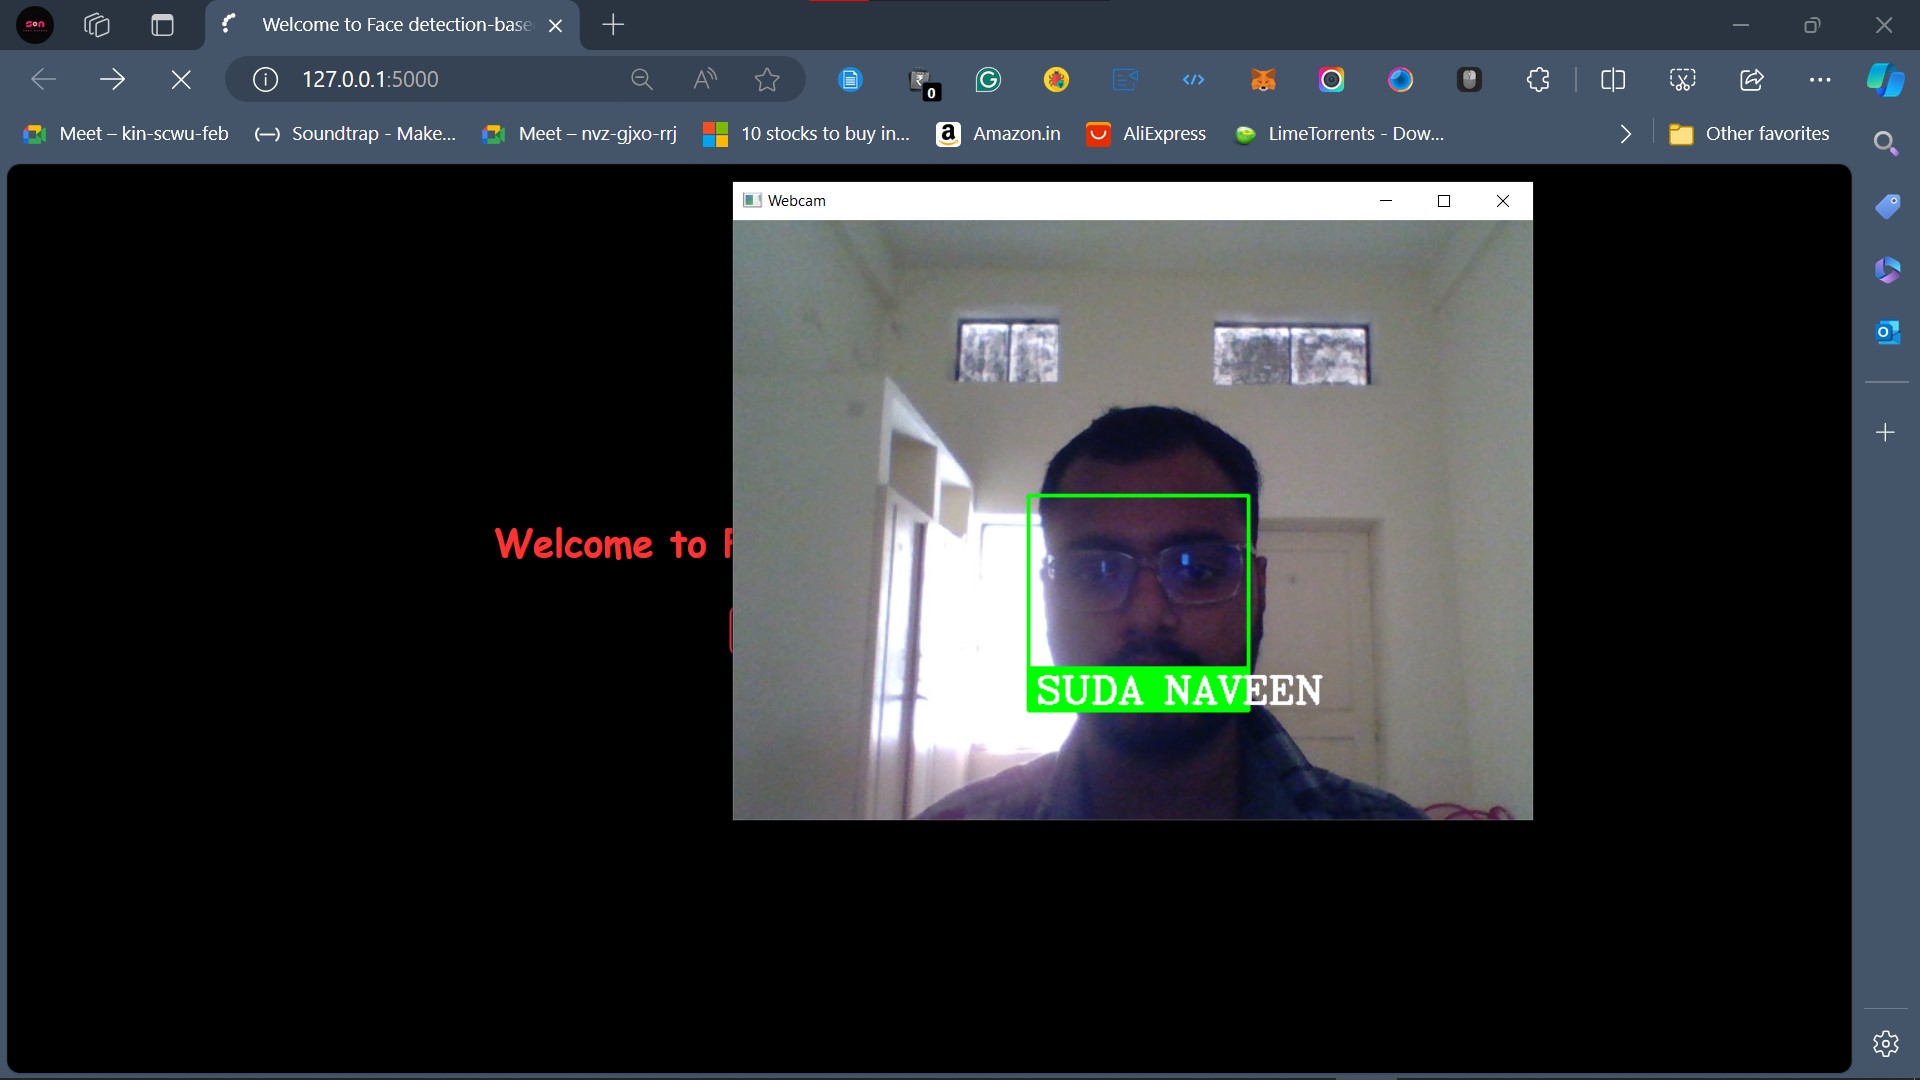 son
Welcome to Face detection-base
127.0.0.1:5000
0
Meet – kin-scwu-feb
Soundtrap - Make...
Meet – nvz-gjxo-rrj
10 stocks to buy in...
Amazon.in
AliExpress
LimeTorrents - Dow...
Other favorites
Webcam
Welcome to F
SUDA NAVEEN